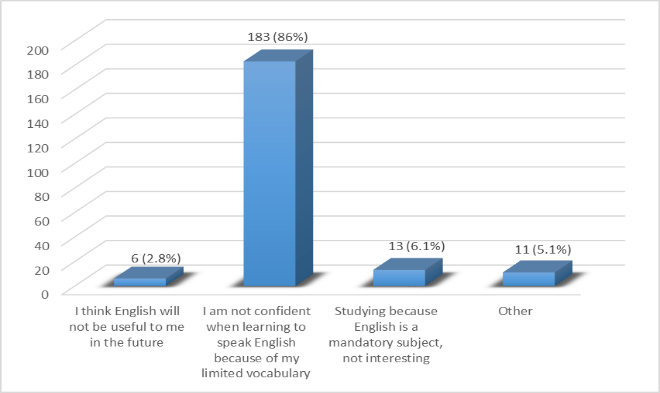 183 (86%)
200
180
160
140
120
100
80
60
40
20
0
6 (2.8%)
13 (6.1%)
11 (5.1%)
I think English will
not be useful to me
in the future
I am not confident
when learning to
speak English
because of my
limited vocabulary
Studying because
English is a
mandatory subject,
not interesting
Other